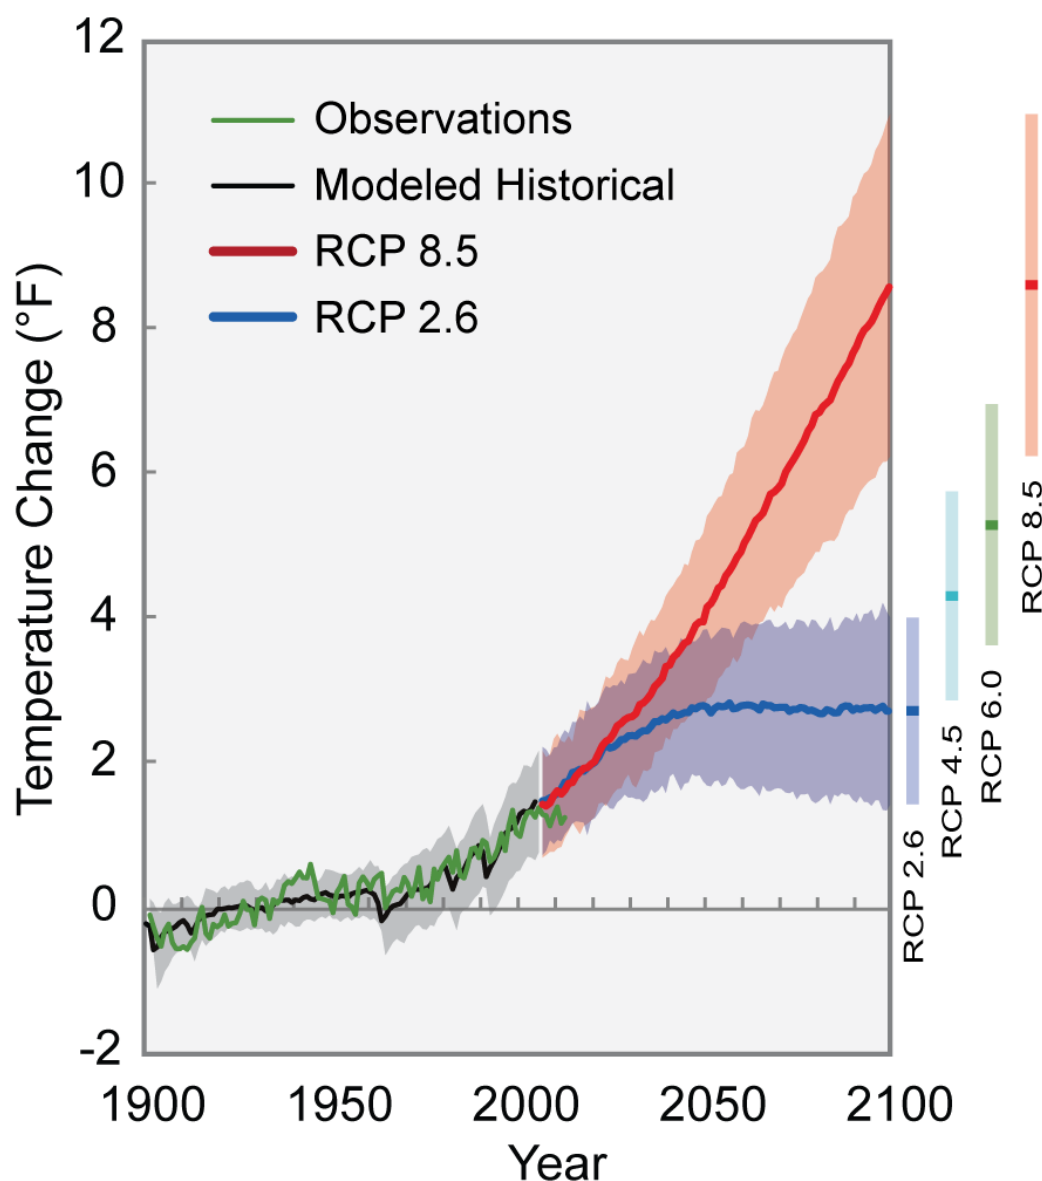 12
10
8
6
4
2
0
-2
Temperature Change (°F)
Observations
Modeled Historical
RCP 8.5
RCP 2.6
1900 1950 2000 2050 2100
Year
RCP 2.6
RCP 4.5
RCP 6.0
RCP 8.5